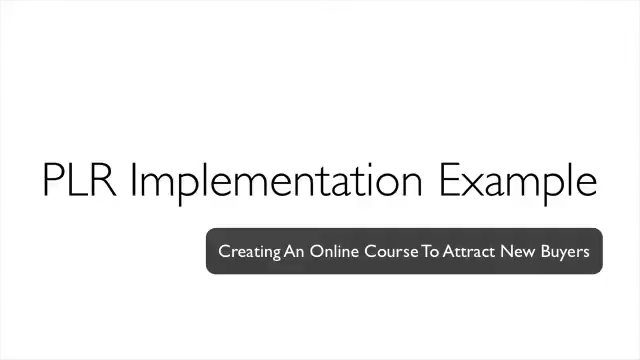 PLR Implementation Example
Creating An Online Course To Attract New Buyers